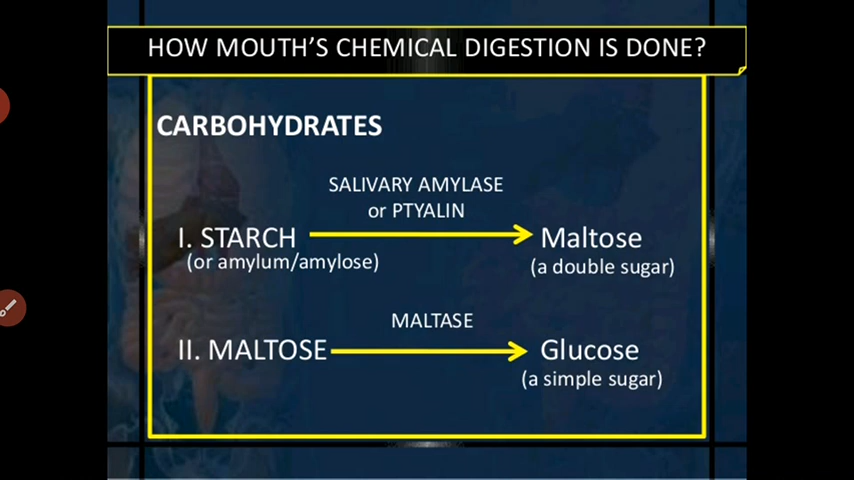 HOW MOUTH'S CHEMICAL DIGESTION IS DONE?
CARBOHYDRATES
SALIVARY AMYLASE
or PTYALIN
I. STARCH
Maltose
(or amylum/amylose)
(a double sugar)
MALTASE
II. MALTOSE
Glucose
(a simple sugar)